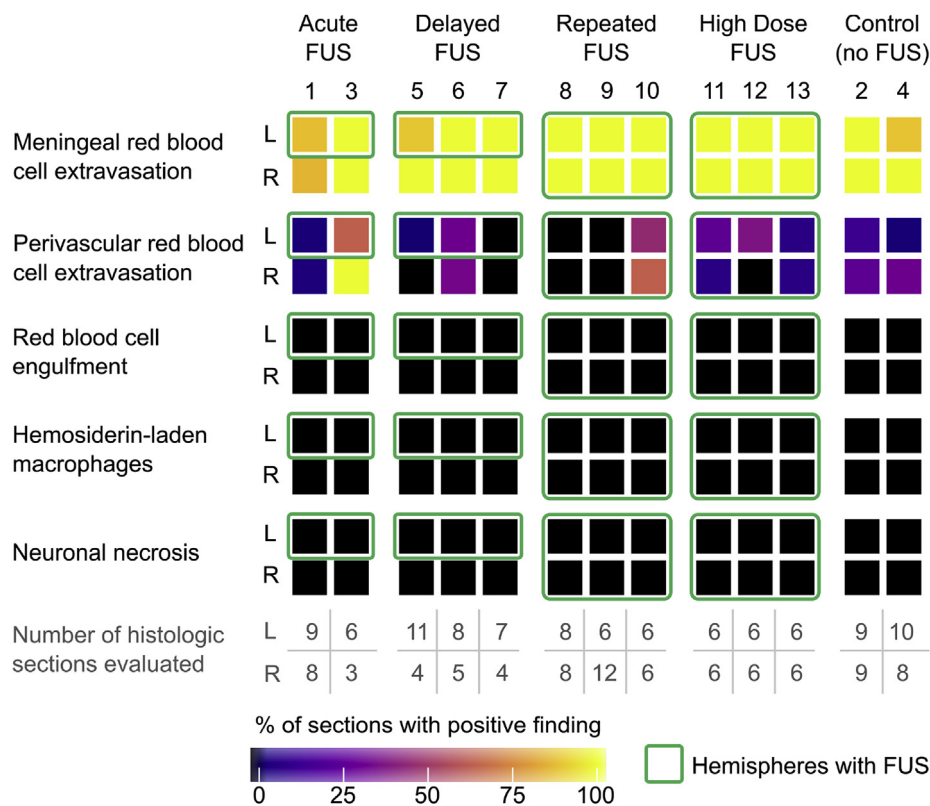 Acute FUS Delayed FUS Repeated FUS High Dose FUS Control (no FUS)
1 3 5 6 7 8 9 10 11 12 13 2 4
Meningeal red blood cell extravasation
L
R
Perivascular red blood cell extravasation
L
R
Red blood cell engulfment
L
R
Hemosiderin-laden macrophages
L
R
Neuronal necrosis
L
R
Number of histologic sections evaluated
L 9 6 11 8 7 8 6 6 6 6 6 9 10
R 8 3 4 5 4 8 12 6 6 6 6 9 8
% of sections with positive finding
0 25 50 75 100
Hemispheres with FUS